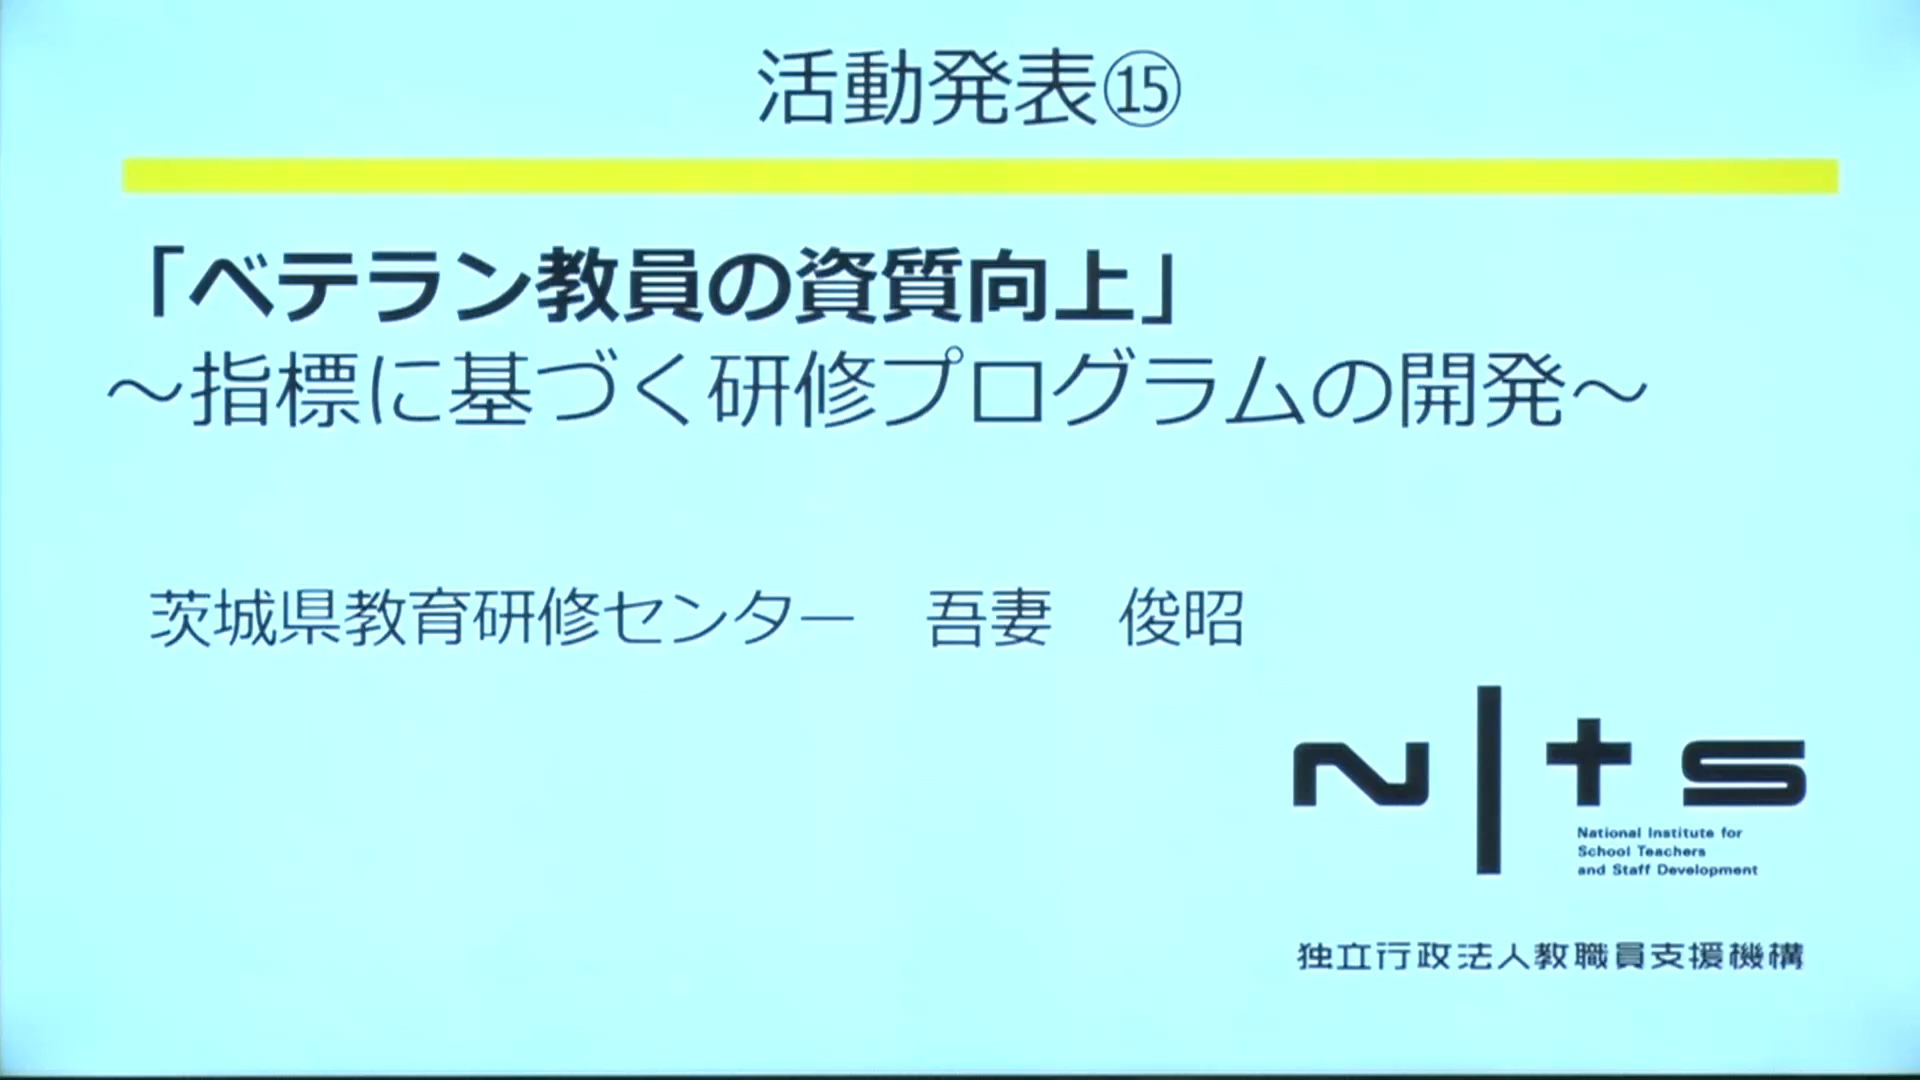 活動発表⑮
「ベテラン教員の資質向上」
～指標に基づく研修プログラムの開発～
茨城県教育研修センター　吾妻　俊昭
NITS
National Institute for
School Teachers
and Staff Development
独立行政法人教職員支援機構